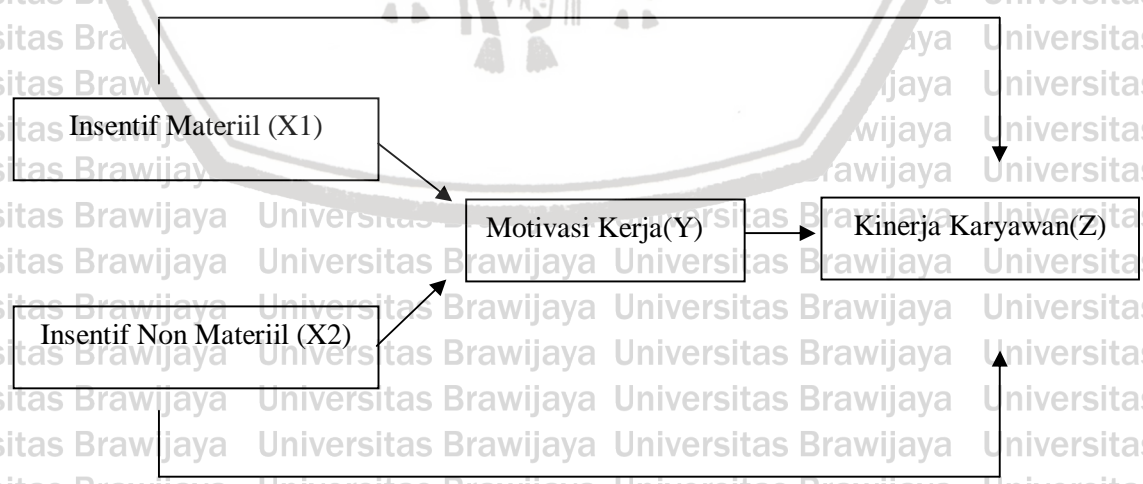 Insentif Materiil (X1)
Motivasi Kerja(Y)
Kinerja Karyawan(Z)
Insentif Non Materiil (X2)